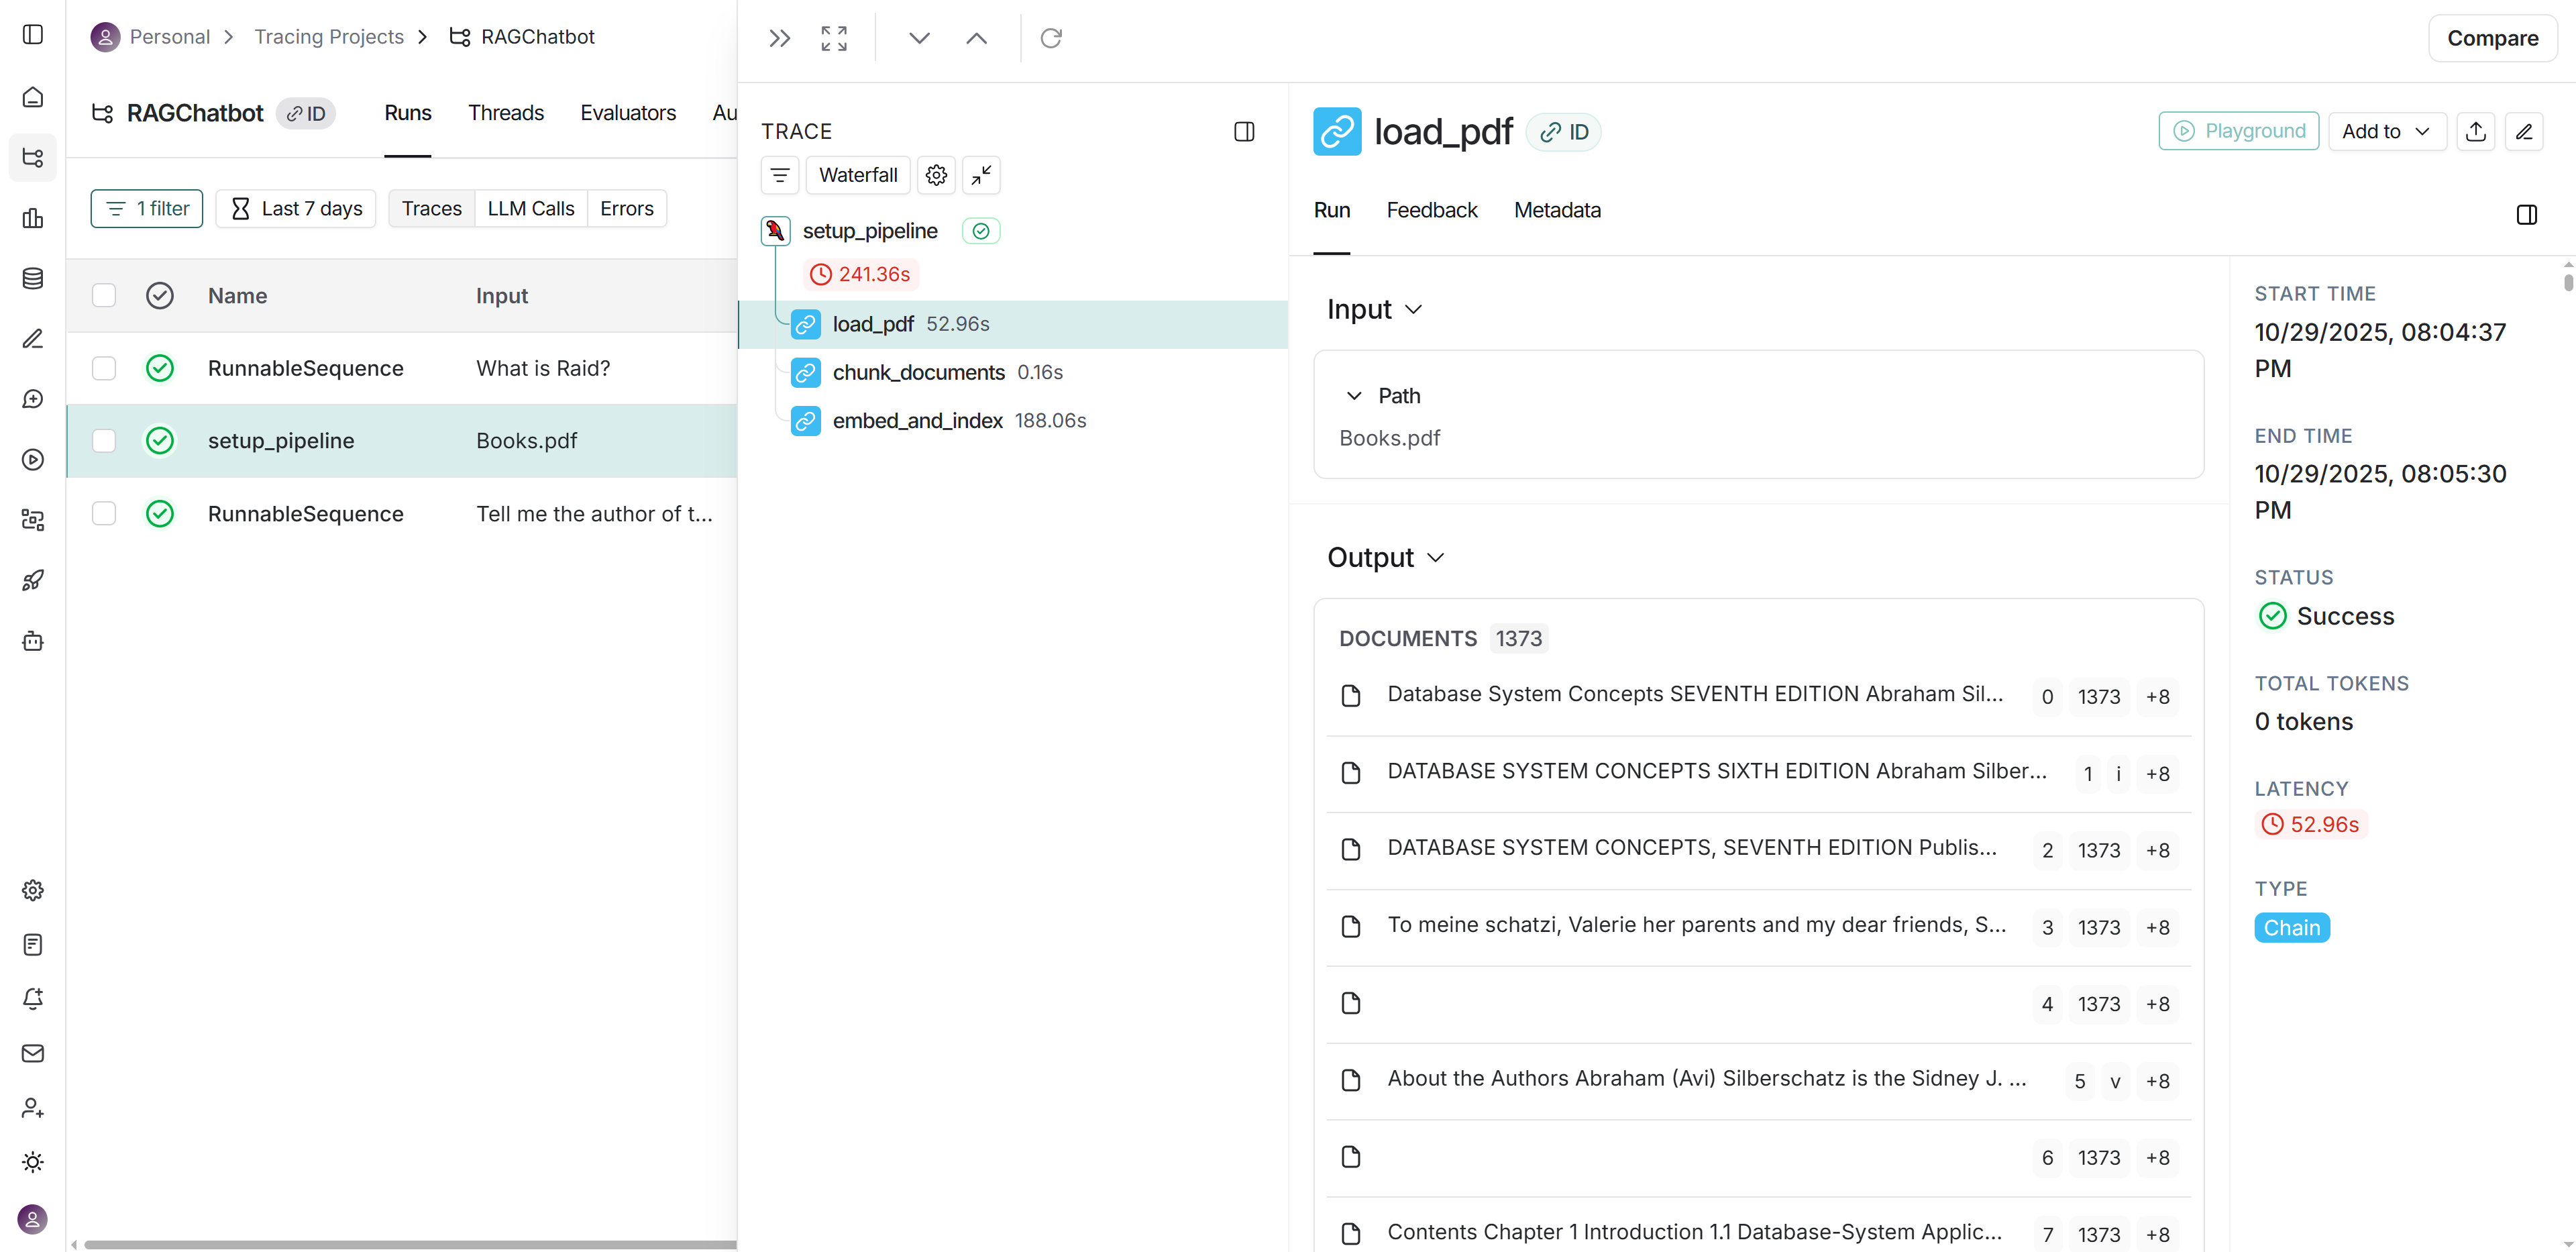 Personal
Tracing Projects
RAGChatbot
Compare
RAGChatbot
ID
Runs
Threads
Evaluators
Au
1 filter
Last 7 days
Traces
LLM Calls
Errors
Name
Input
RunnableSequence
What is Raid?
setup_pipeline
Books.pdf
RunnableSequence
Tell me the author of t...
TRACE
Waterfall
setup_pipeline
241.36s
load_pdf 52.96s
chunk_documents 0.16s
embed_and_index 188.06s
load_pdf
ID
Playground
Add to
Run
Feedback
Metadata
Input
Path
Books.pdf
Output
DOCUMENTS 1373
Database System Concepts SEVENTH EDITION Abraham Sil... 0 1373 +8
DATABASE SYSTEM CONCEPTS SIXTH EDITION Abraham Silber... 1 i +8
DATABASE SYSTEM CONCEPTS, SEVENTH EDITION Publis... 2 1373 +8
To meine schatzi, Valerie her parents and my dear friends, S... 3 1373 +8
4 1373 +8
About the Authors Abraham (Avi) Silberschatz is the Sidney J. ... 5 v +8
6 1373 +8
Contents Chapter 1 Introduction 1.1 Database-System Applic... 7 1373 +8
START TIME
10/29/2025, 08:04:37
PM
END TIME
10/29/2025, 08:05:30
PM
STATUS
Success
TOTAL TOKENS
0 tokens
LATENCY
52.96s
TYPE
Chain